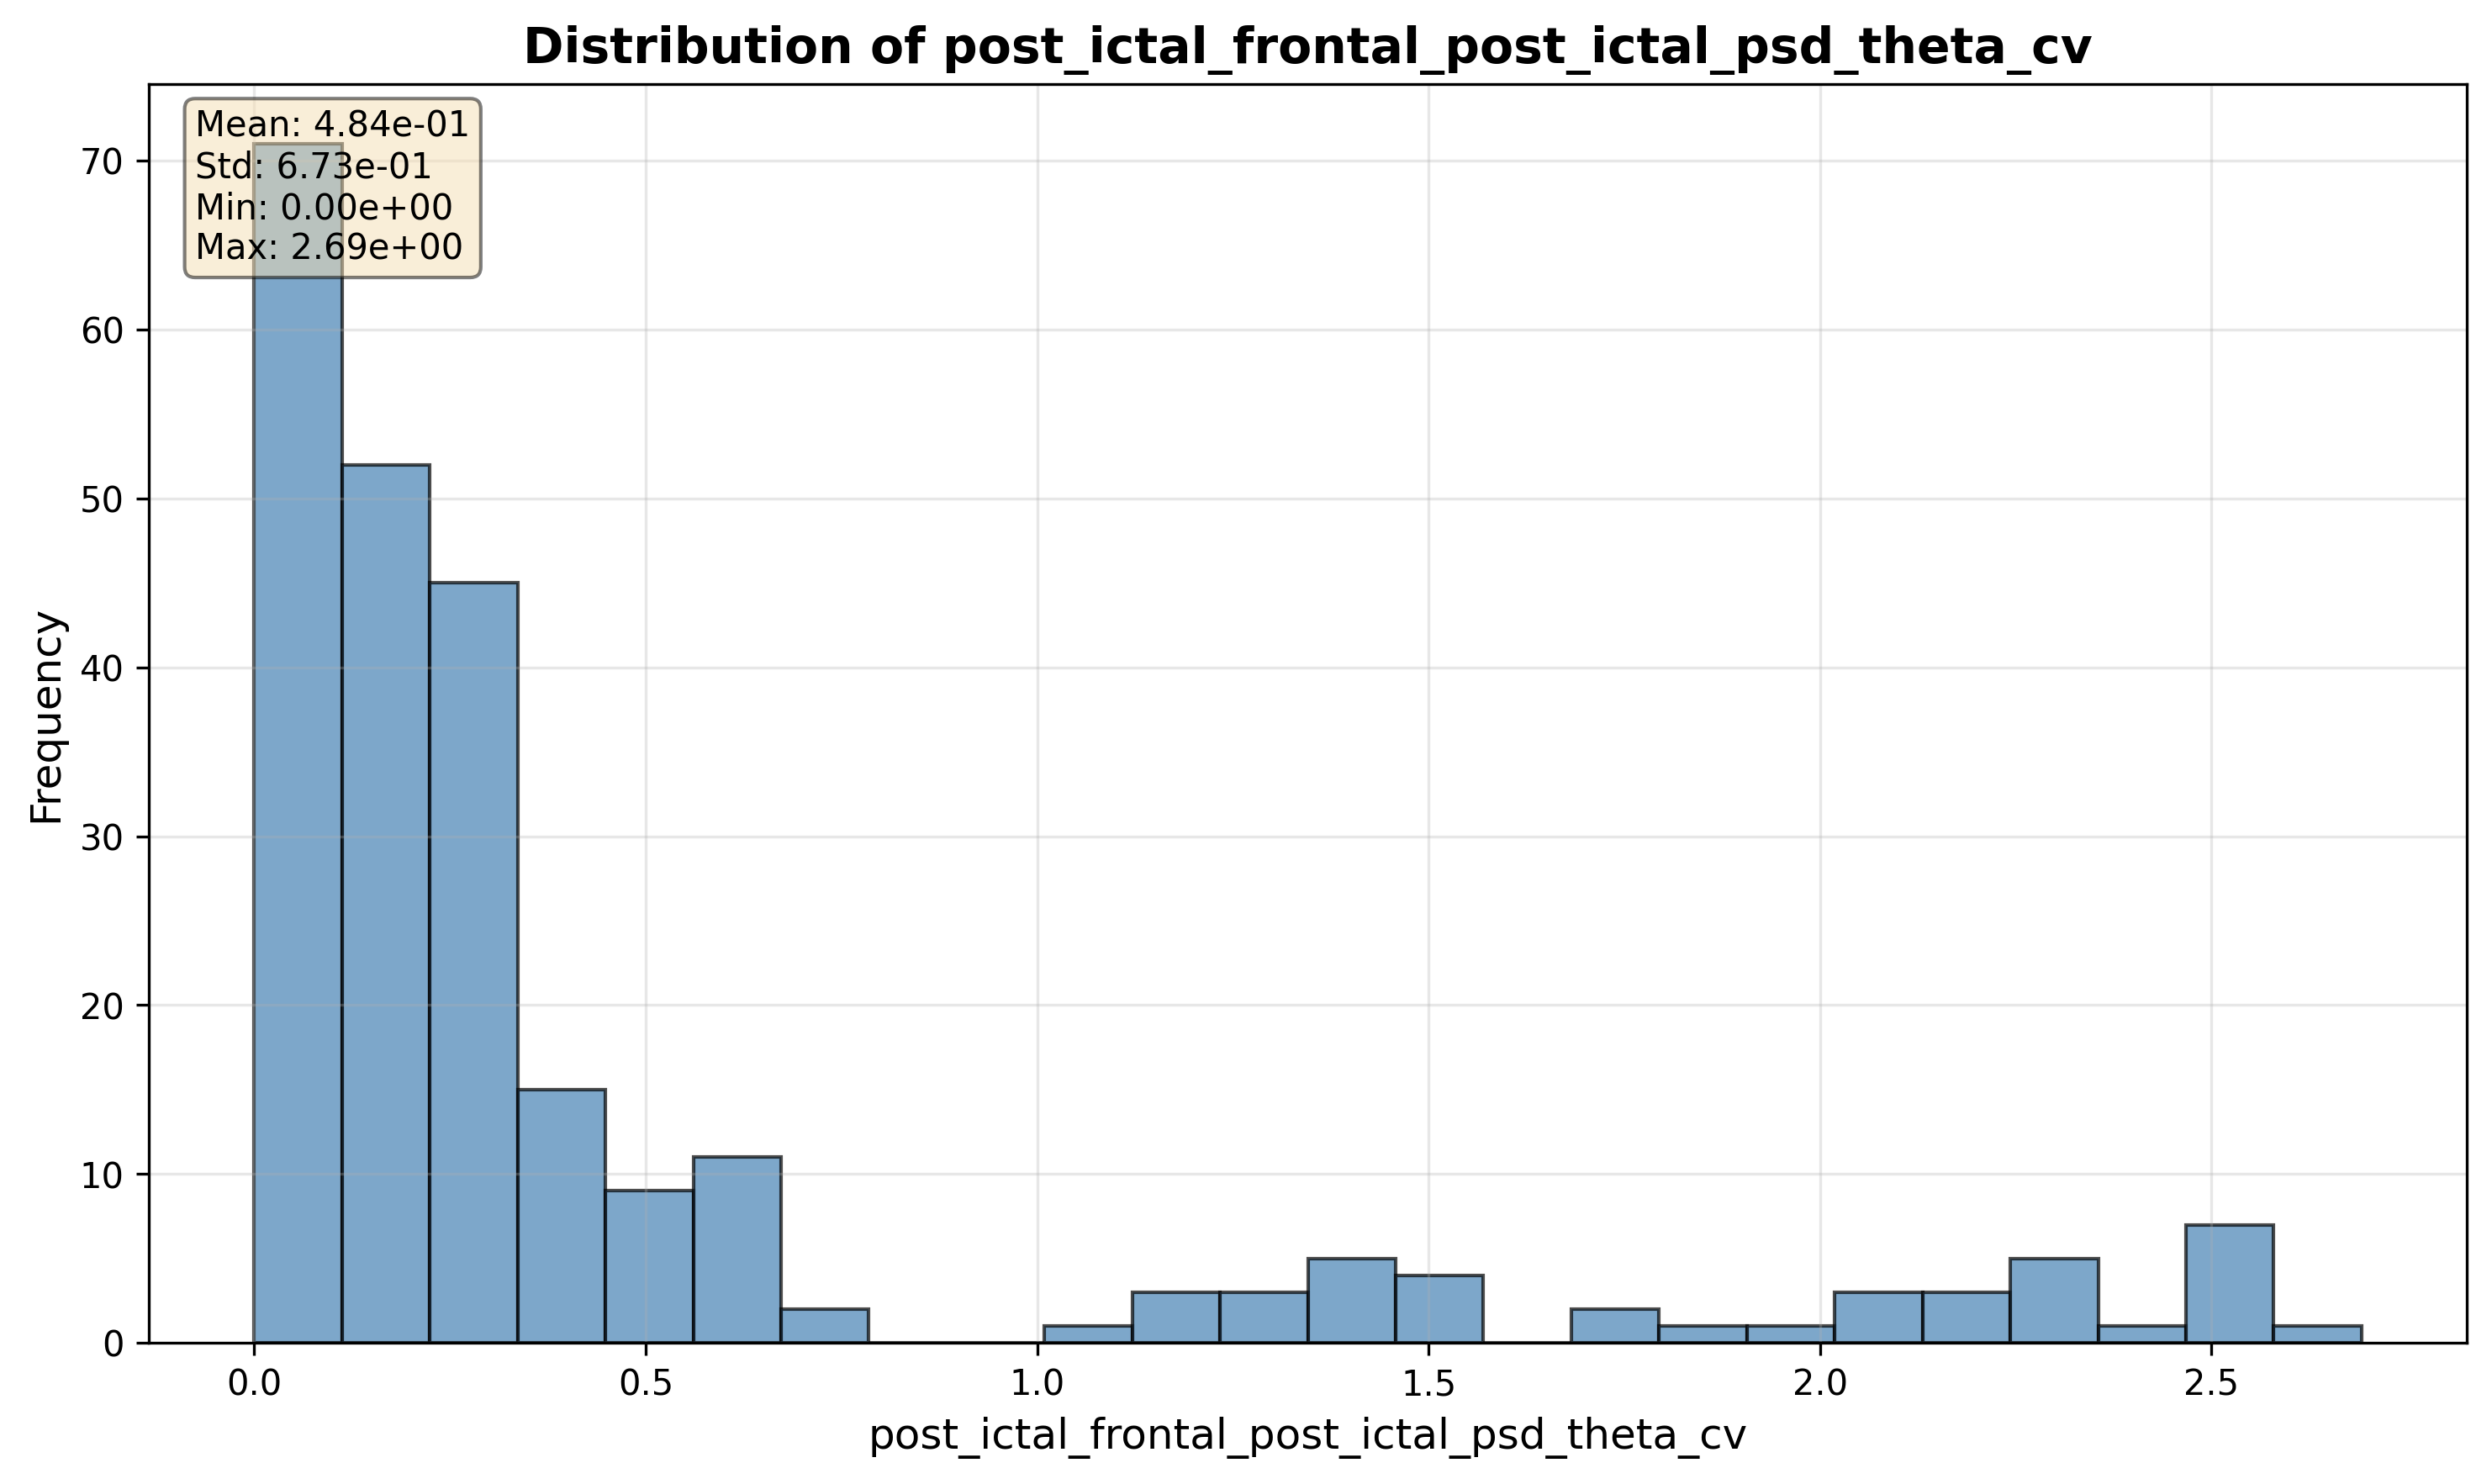 Distribution of post_ictal_frontal_post_ictal_psd_theta_cv
Mean: 4.84e-01
Std: 6.73e-01
Min: 0.00e+00
Max: 2.69e+00
70
60
50
40
30
20
10
0
Frequency
0.0 0.5 1.0 1.5 2.0 2.5
post_ictal_frontal_post_ictal_psd_theta_cv